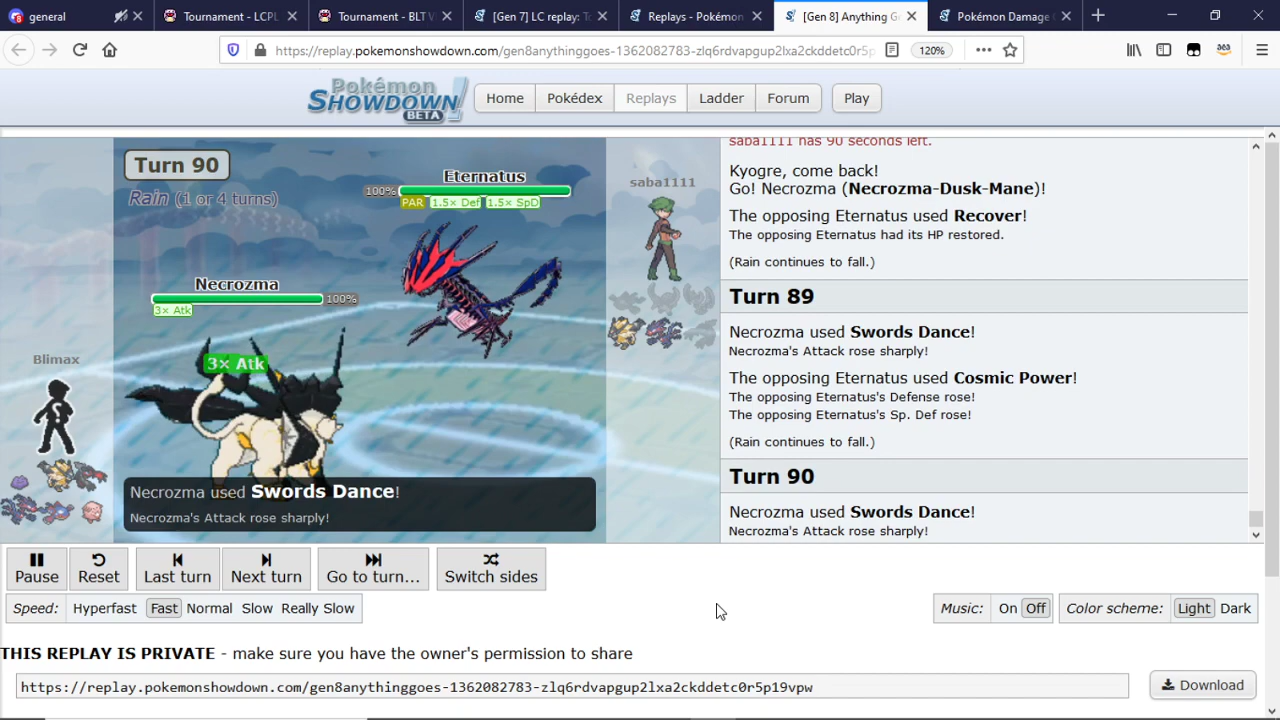 general
Tournament - LCPL
Tournament - BLT V
[Gen 7] LC replay: To
Replays - Pokémon
[Gen 8] Anything Go
Pokémon Damage C
https://replay.pokemonshowdown.com/gen8anythinggoes-1362082783-zlq6rdvapgup2lxa2ckddetc0r5p
120%
Pokémon
SHOWDOWN!
BETA
Home
Pokédex
Replays
Ladder
Forum
Play
Turn 90
Rain (1 or 4 turns)
Eternatus
100%
PAR 1.5× Def 1.5× SpD
Necrozma
100%
3× Atk
3× Atk
Blimax
saba1111
Necrozma used Swords Dance!
Necrozma's Attack rose sharply!
saba1111 has 90 seconds left.
Kyogre, come back!
Go! Necrozma (Necrozma-Dusk-Mane)!
The opposing Eternatus used Recover!
The opposing Eternatus had its HP restored.
(Rain continues to fall.)
Turn 89
Necrozma used Swords Dance!
Necrozma's Attack rose sharply!
The opposing Eternatus used Cosmic Power!
The opposing Eternatus's Defense rose!
The opposing Eternatus's Sp. Def rose!
(Rain continues to fall.)
Turn 90
Necrozma used Swords Dance!
Necrozma's Attack rose sharply!
Pause
Reset
Last turn
Next turn
Go to turn...
Switch sides
Speed: Hyperfast Fast Normal Slow Really Slow
Music: On Off
Color scheme: Light Dark
THIS REPLAY IS PRIVATE - make sure you have the owner's permission to share
https://replay.pokemonshowdown.com/gen8anythinggoes-1362082783-zlq6rdvapgup2lxa2ckddetc0r5p19vpw
Download